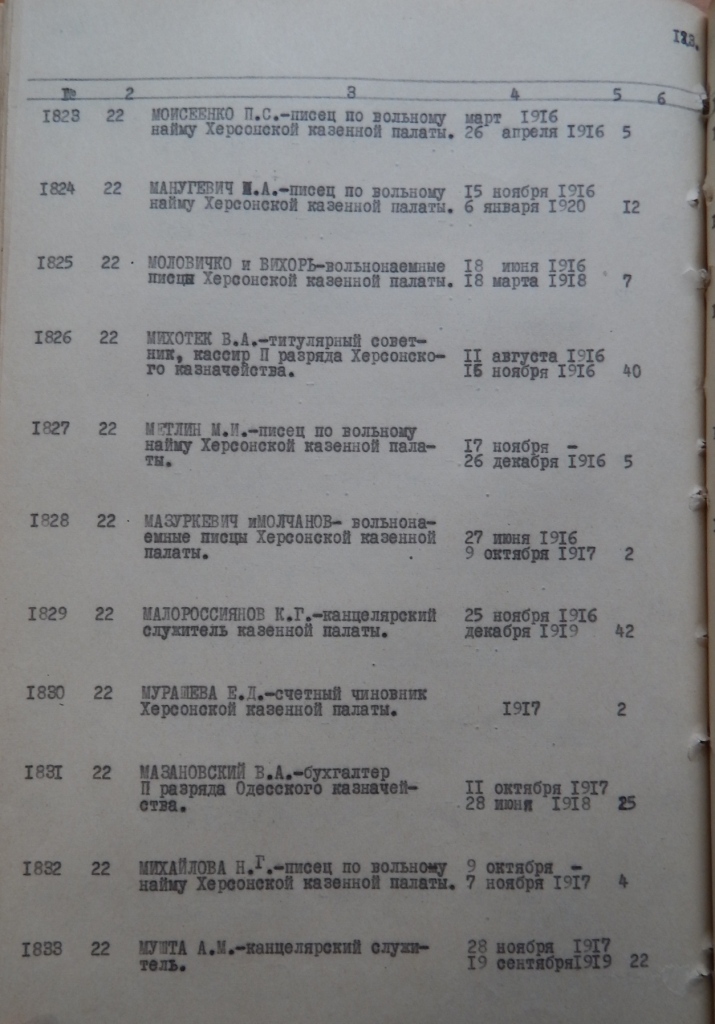 123.
№ 2 3 4 5 6
1823 22 МОИСЕЕНКО П.С.-писец по вольному март 1916
найму Херсонской казенной палаты. 26 апреля 1916 5
1824 22 МАНУГЕВИЧ И.А.-писец по вольному 15 ноября 1916
найму Херсонской казенной палаты. 6 января 1920 12
1825 22 МОЛОВИЧКО и ВИХОРЬ-вольнонаемные 18 июня 1916
писцы Херсонской казенной палаты. 18 марта 1918 7
1826 22 МИХОТЕК В.А.-титулярный совет-
ник, кассир П разряда Херсонско- 11 августа 1916
го казначейства. 15 ноября 1916 40
1827 22 МЕТЛИН М.И.-писец по вольному
найму Херсонской казенной пала- 17 ноября -
ты. 26 декабря 1916 5
1828 22 МАЗУРКЕВИЧ иМОЛЧАНОВ- вольнона-
емные писцы Херсонской казенной 27 июня 1916
палаты. 9 октября 1917 2
1829 22 МАЛОРОССИЯНОВ К.Г.-канцелярский 25 ноября 1916
служитель казенной палаты. декабря 1919 42
1830 22 МУРАШЕВА Е.Д.-счетный чиновник
Херсонской казенной палаты. 1917 2
1831 22 МАЗАНОВСКИЙ В.А.-бухгалтер
П разряда Одесского казначей- 11 октября 1917
ства. 28 июня 1918 25
1832 22 МИХАЙЛОВА Н.Г.-писец по вольному 9 октября -
найму Херсонской казенной палаты. 7 ноября 1917 4
1833 22 МУШТА А.М.-канцелярский служи- 28 ноября 1917
тель. 19 сентября1919 22